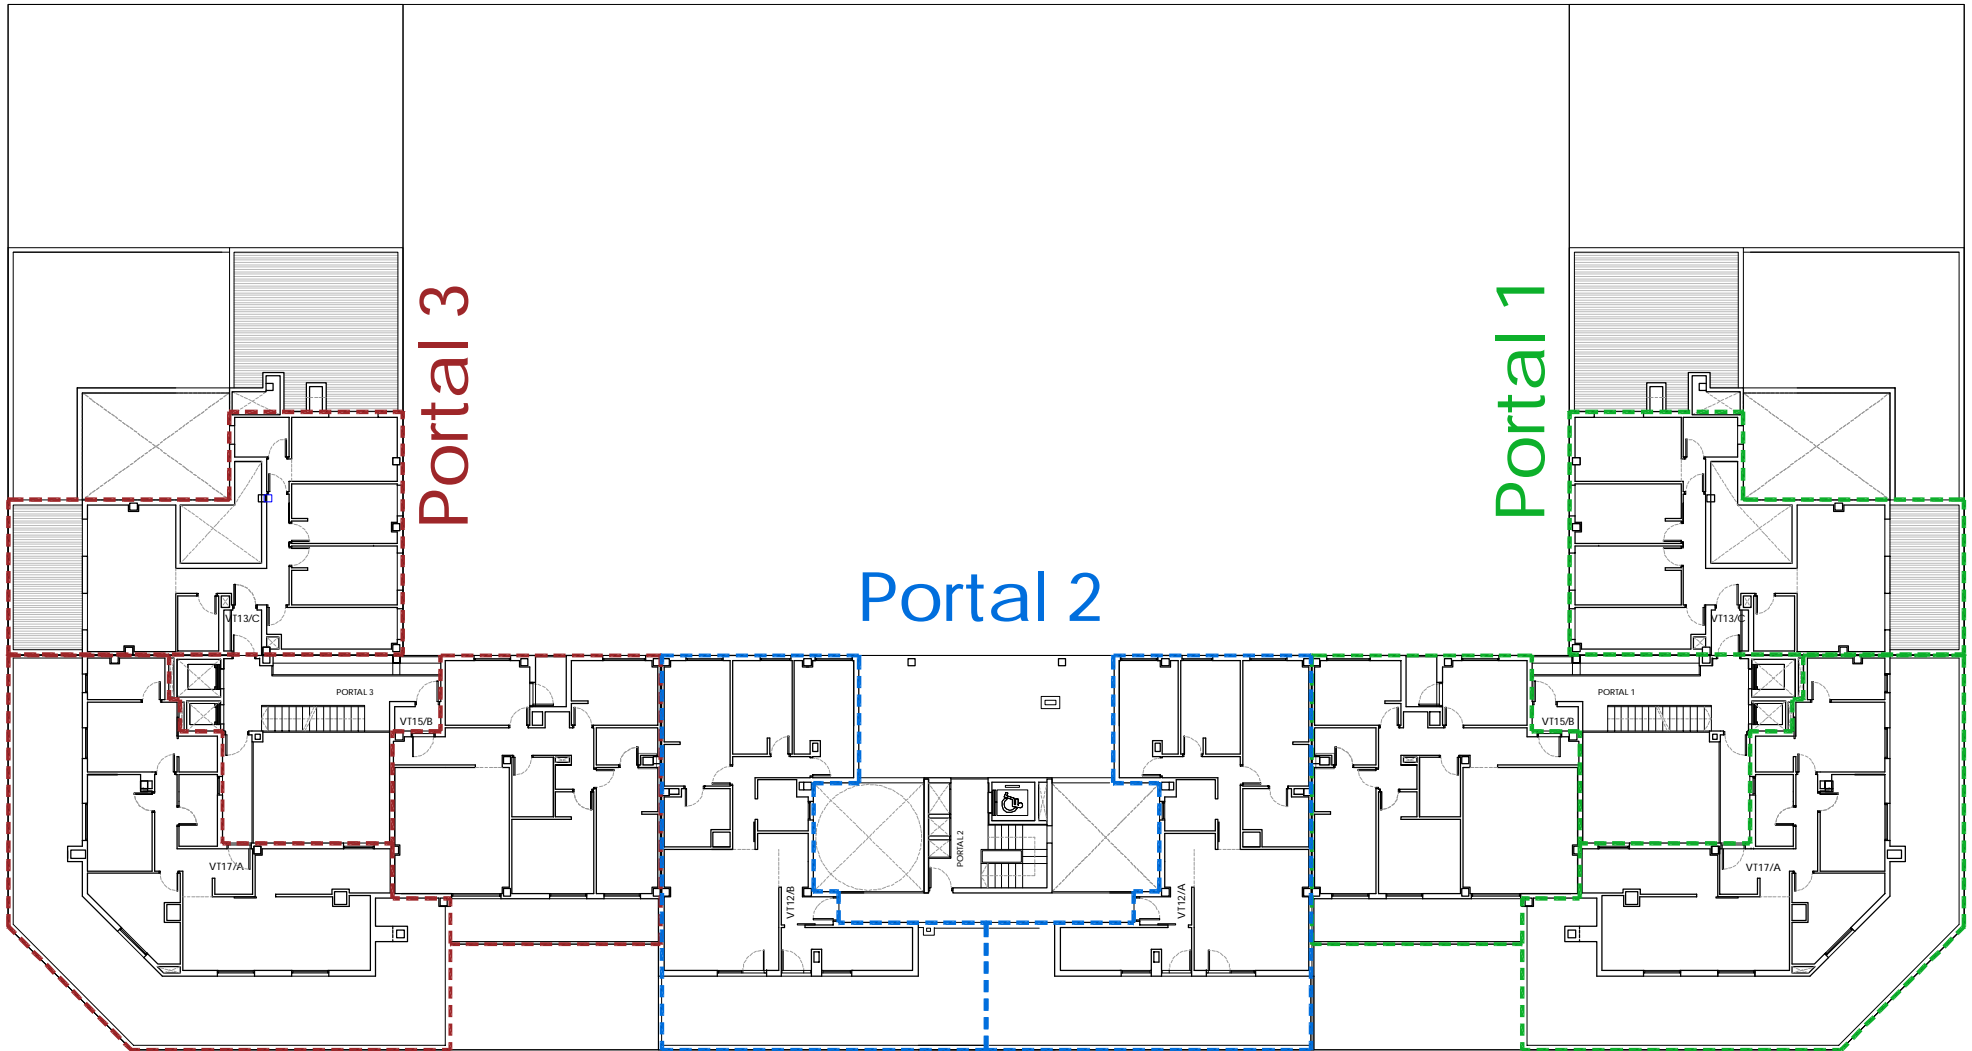 Portal 3
Portal 1
Portal 2
VT13/C
VT13/C
PORTAL 3
PORTAL 1
VT15/B
VT15/B
PORTAL 2
VT17/A
VT17/A
VT12/B
VT12/A